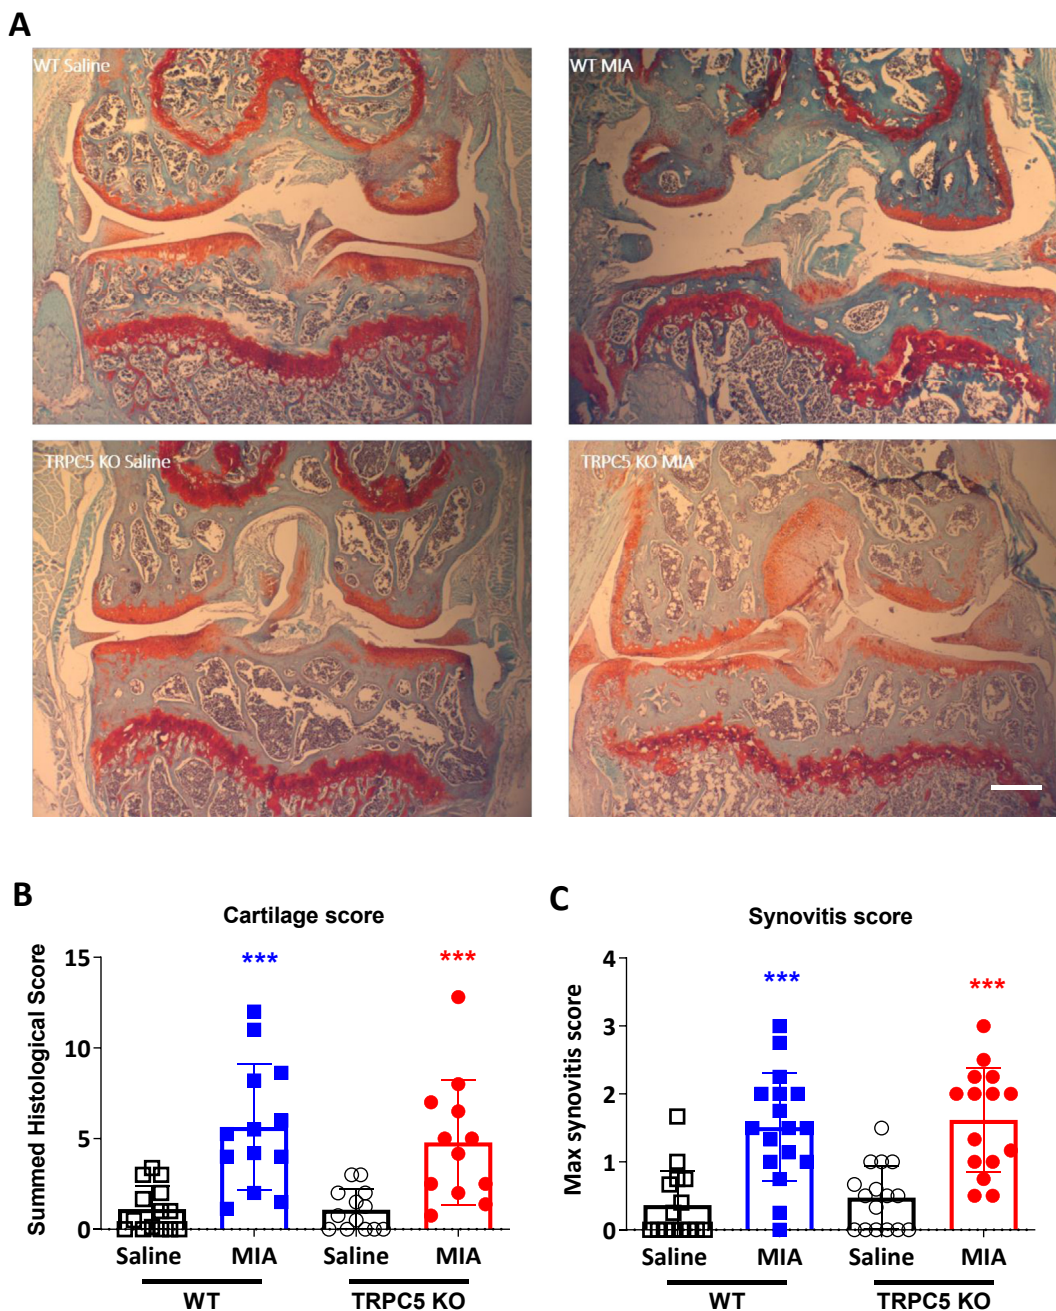 A
WT Saline
WT MIA
TRPC5 KO Saline
TRPC5 KO MIA
B
Cartilage score
Summed Histological Score
15
10
5
0
***
***
Saline
MIA
Saline
MIA
WT
TRPC5 KO
C
Synovitis score
Max synovitis score
4
3
2
1
0
***
***
Saline
MIA
Saline
MIA
WT
TRPC5 KO